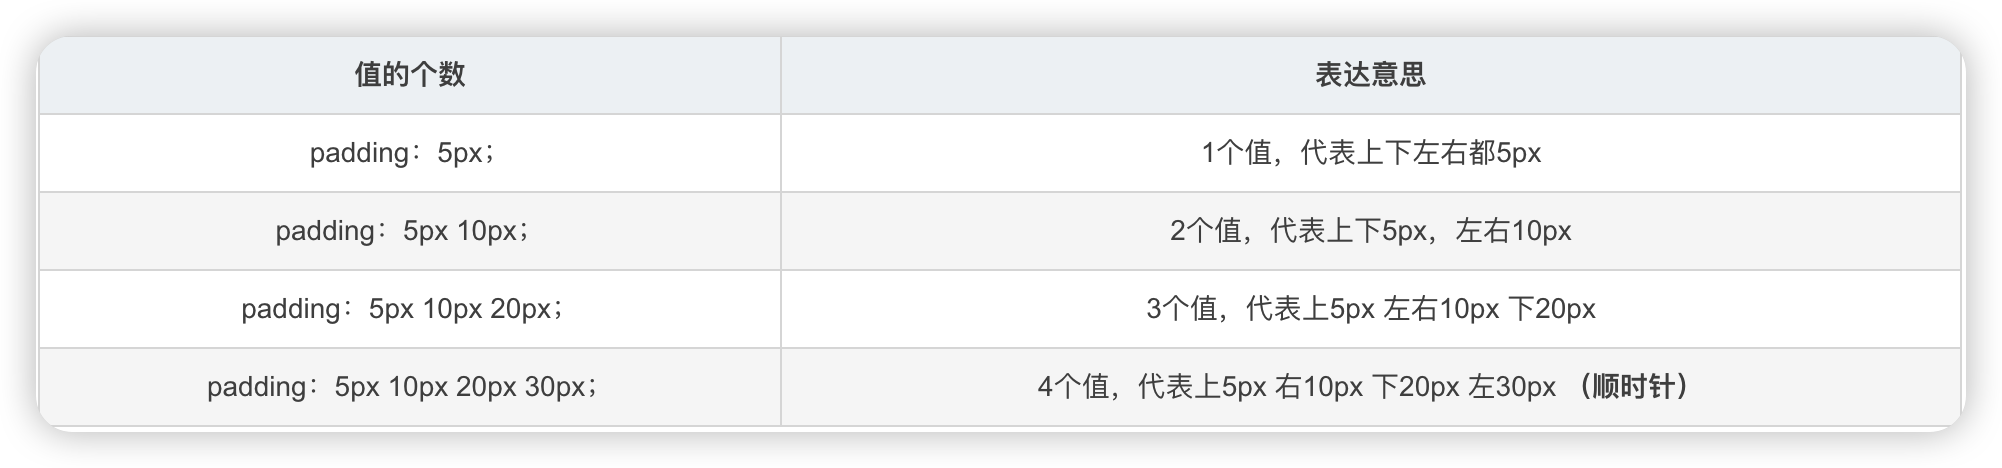 值的个数 表达意思
padding：5px； 1个值，代表上下左右都5px
padding：5px 10px； 2个值，代表上下5px，左右10px
padding：5px 10px 20px； 3个值，代表上5px 左右10px 下20px
padding：5px 10px 20px 30px； 4个值，代表上5px 右10px 下20px 左30px （顺时针）